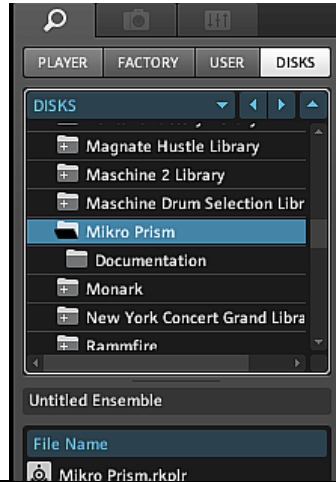 PLAYER FACTORY USER DISKS
DISKS
Magnate Hustle Library
Maschine 2 Library
Maschine Drum Selection Libr
Mikro Prism
Documentation
Monark
New York Concert Grand Libra
Rammfire
Untitled Ensemble
File Name
Mikro Prism.rkplr